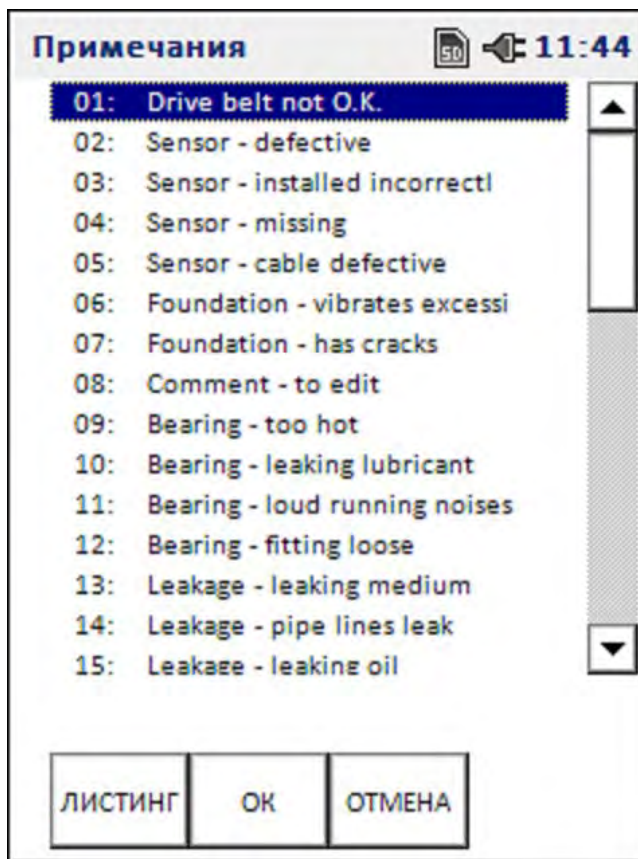 Примечания SD 11:44
01: Drive belt not O.K.
02: Sensor - defective
03: Sensor - installed incorrectl
04: Sensor - missing
05: Sensor - cable defective
06: Foundation - vibrates excessi
07: Foundation - has cracks
08: Comment - to edit
09: Bearing - too hot
10: Bearing - leaking lubricant
11: Bearing - loud running noises
12: Bearing - fitting loose
13: Leakage - leaking medium
14: Leakage - pipe lines leak
15: Leakage - leaking oil
ЛИСТИНГ ОК ОТМЕНА